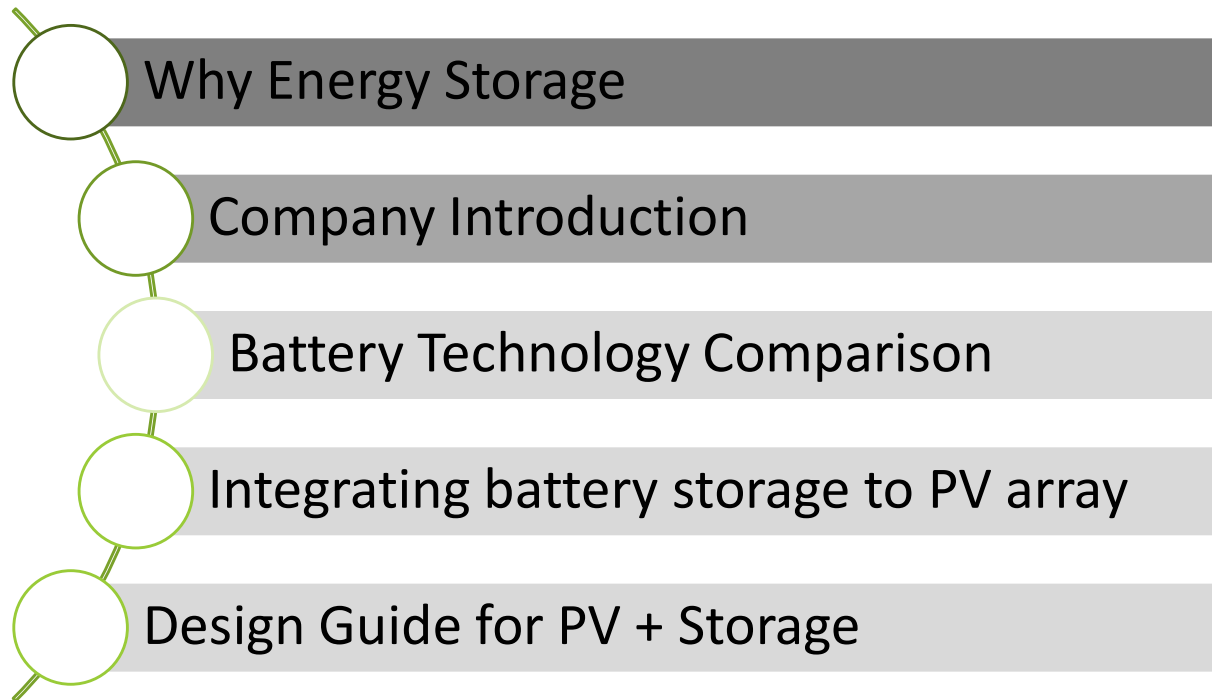 Why Energy Storage
Company Introduction
Battery Technology Comparison
Integrating battery storage to PV array
Design Guide for PV + Storage